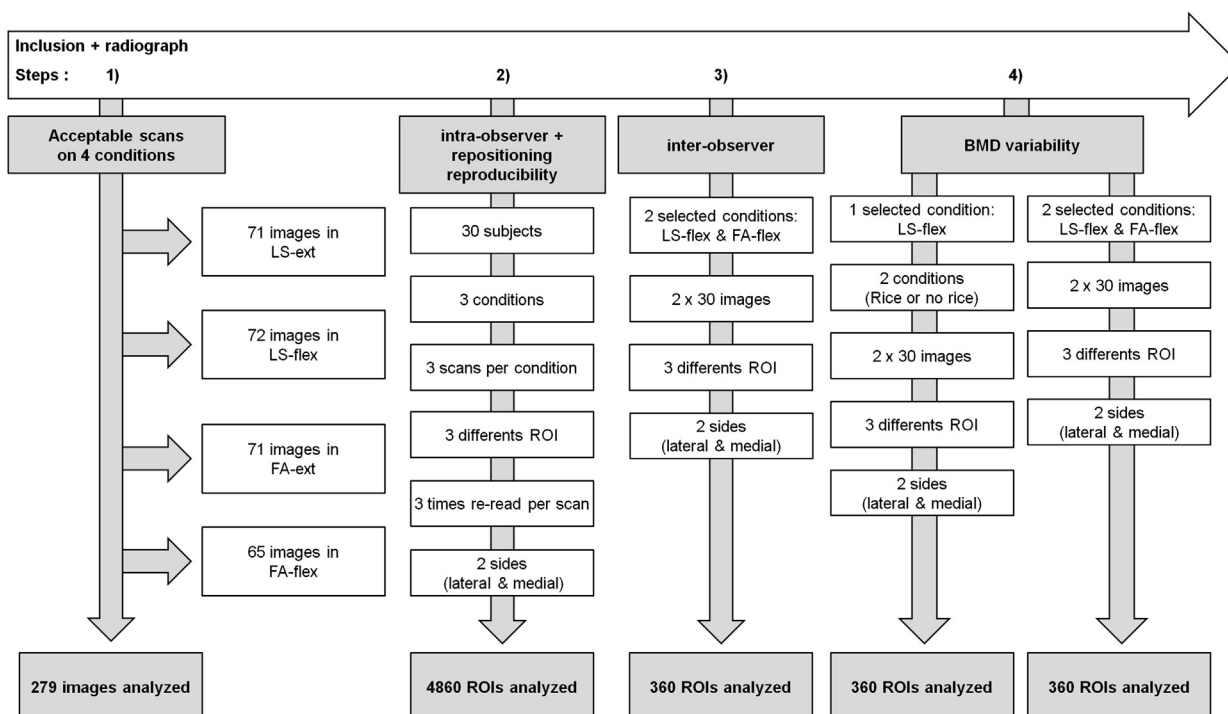 Inclusion + radiograph
Steps : 1) 2) 3) 4)
Acceptable scans
on 4 conditions
71 images in
LS-ext
72 images in
LS-flex
71 images in
FA-ext
65 images in
FA-flex
279 images analyzed
intra-observer +
repositioning
reproducibility
30 subjects
3 conditions
3 scans per condition
3 differents ROI
3 times re-read per scan
2 sides
(lateral & medial)
4860 ROIs analyzed
inter-observer
2 selected conditions:
LS-flex & FA-flex
2 x 30 images
3 differents ROI
2 sides
(lateral & medial)
360 ROIs analyzed
BMD variability
1 selected condition:
LS-flex
2 conditions
(Rice or no rice)
2 x 30 images
3 differents ROI
2 sides
(lateral & medial)
360 ROIs analyzed
2 selected conditions:
LS-flex & FA-flex
2 x 30 images
3 differents ROI
2 sides
(lateral & medial)
360 ROIs analyzed